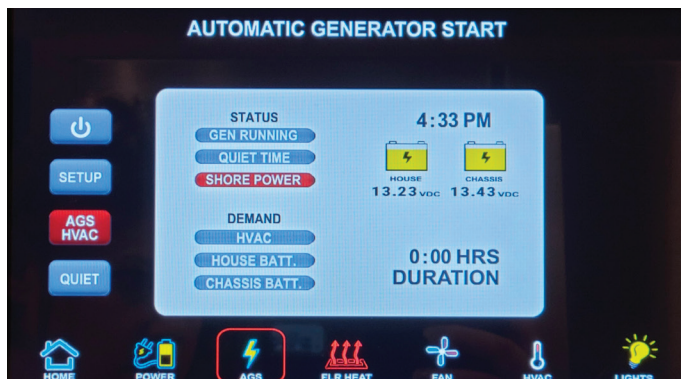 AUTOMATIC GENERATOR START
STATUS
GEN RUNNING
QUIET TIME
SHORE POWER
DEMAND
HVAC
HOUSE BATT.
CHASSIS BATT.
4:33 PM
HOUSE CHASSIS
13.23 VDC 13.43 VDC
0:00 HRS
DURATION
SETUP
AGS
HVAC
QUIET
HOME POWER AGS FLR HEAT FAN HVAC LIGHTS